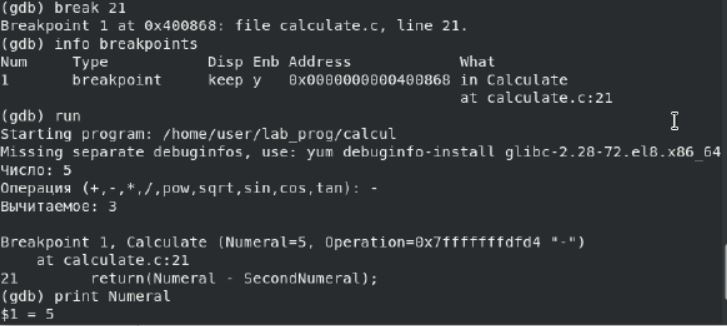 (gdb) break 21
Breakpoint 1 at 0x400868: file calculate.c, line 21.
(gdb) info breakpoints
Num     Type           Disp Enb Address            What
1       breakpoint     keep y   0x0000000000400868 in Calculate
                                                   at calculate.c:21
(gdb) run
Starting program: /home/user/lab_prog/calcul
Missing separate debuginfos, use: yum debuginfo-install glibc-2.28-72.el8.x86_64
Число: 5
Операция (+,-,*,/,pow,sqrt,sin,cos,tan): -
Вычитаемое: 3
Breakpoint 1, Calculate (Numeral=5, Operation=0x7fffffffdfd4 "-")
    at calculate.c:21
21        return(Numeral - SecondNumeral);
(gdb) print Numeral
$1 = 5